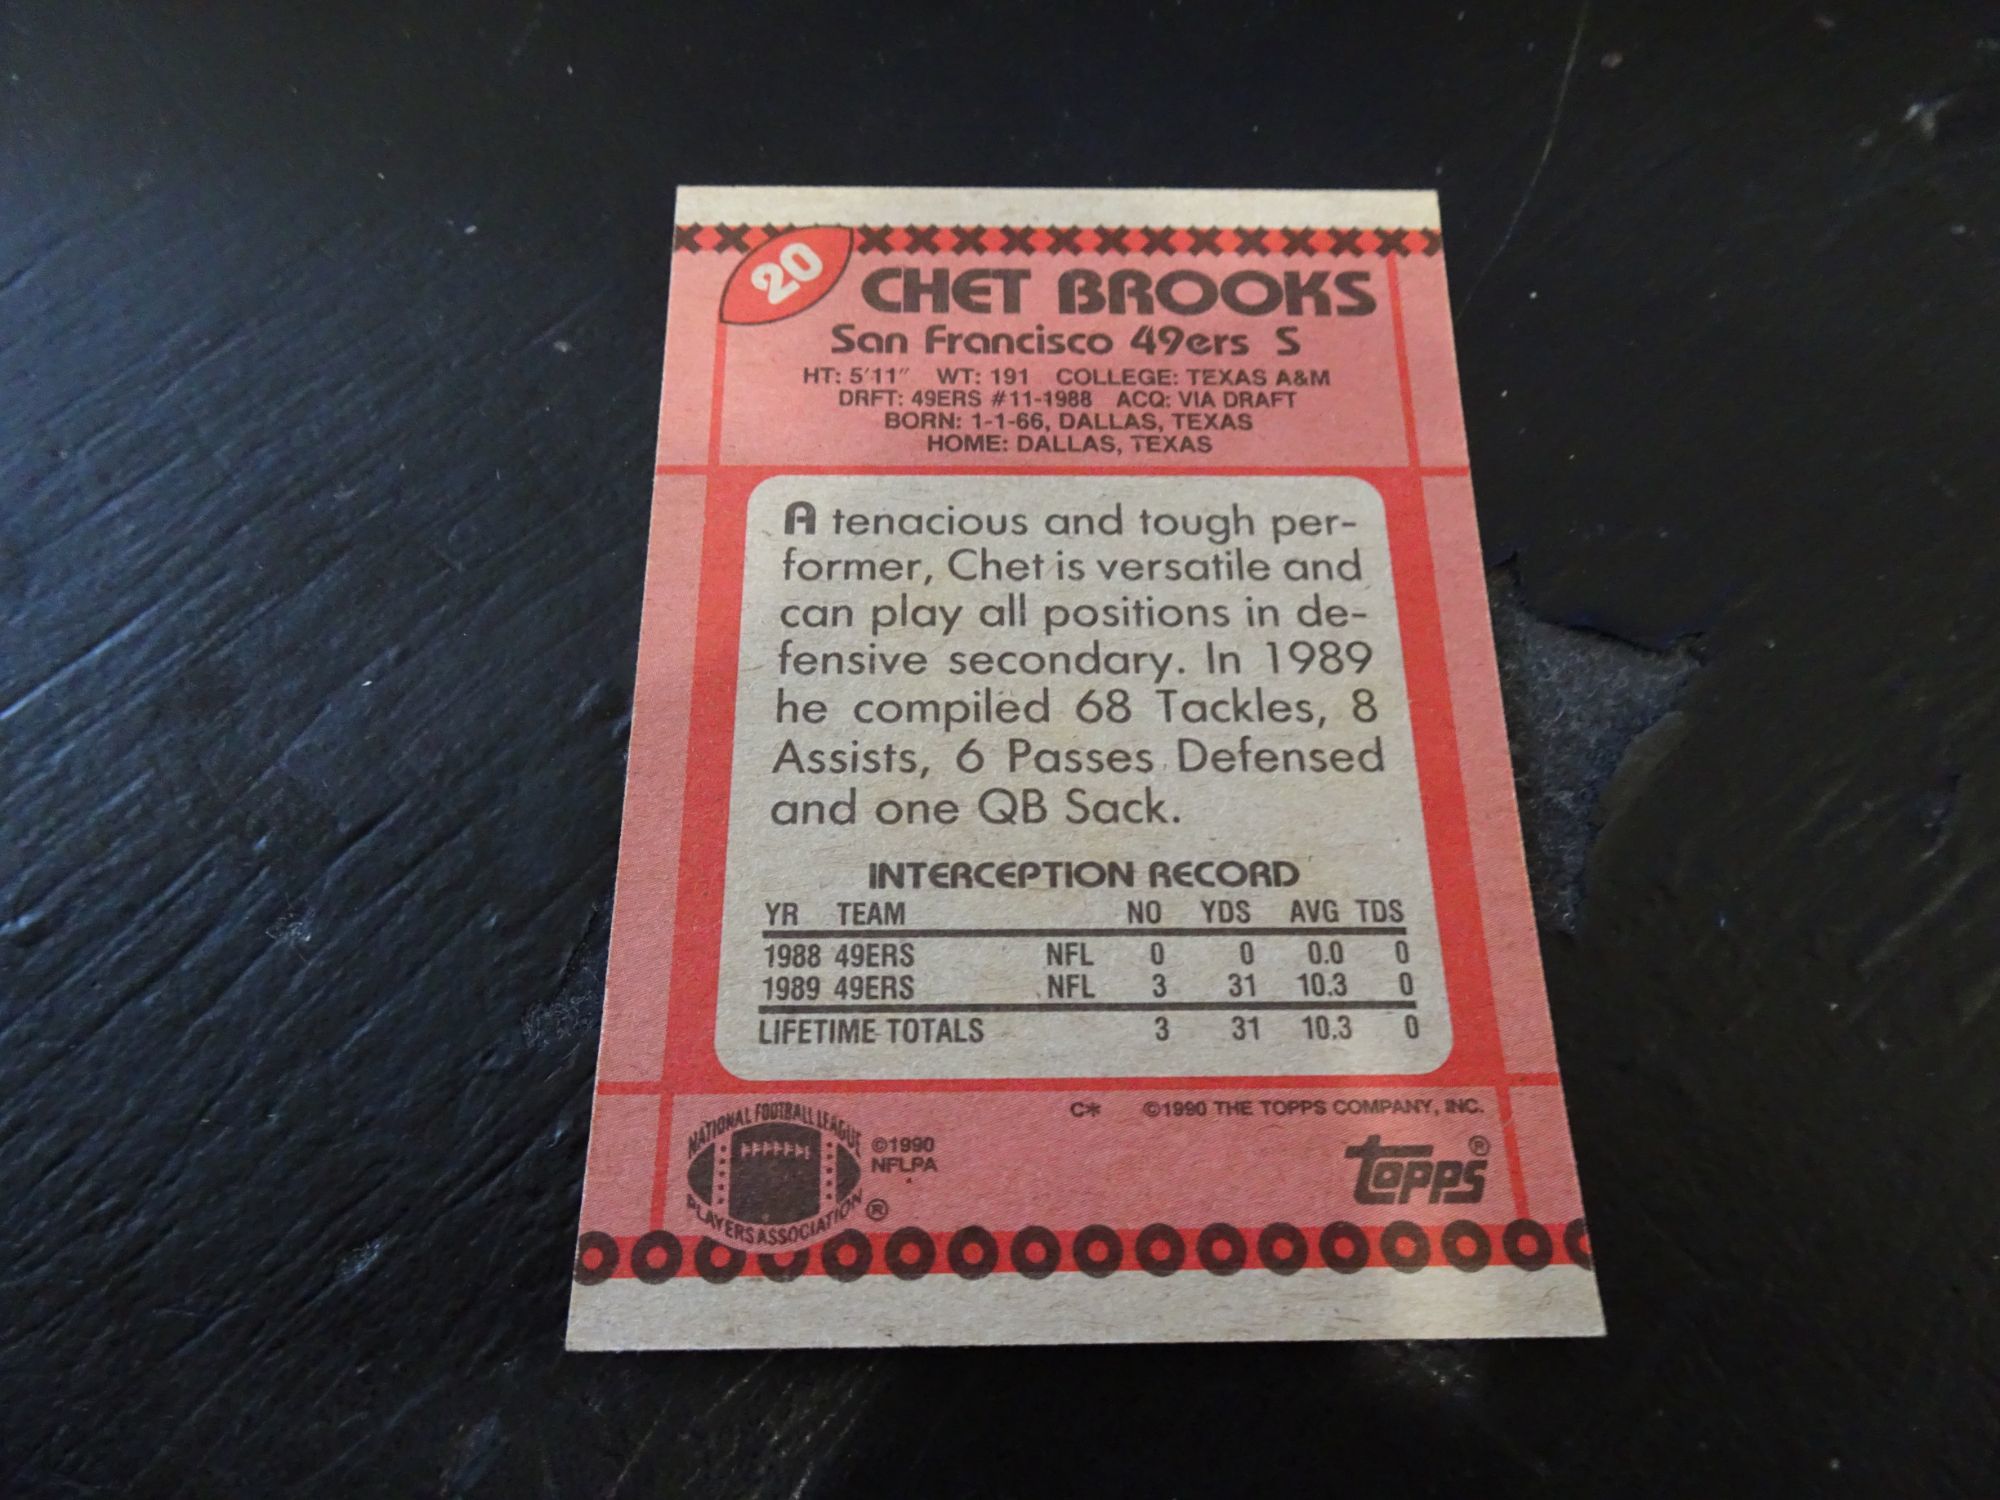 20
CHET BROOKS
San Francisco 49ers S
HT: 5'11" WT: 191 COLLEGE: TEXAS A&M
DRFT: 49ERS #11-1988 ACQ: VIA DRAFT
BORN: 1-1-66, DALLAS, TEXAS
HOME: DALLAS, TEXAS
A tenacious and tough per-
former, Chet is versatile and
can play all positions in de-
fensive secondary. In 1989
he compiled 68 Tackles, 8
Assists, 6 Passes Defensed
and one QB Sack.
INTERCEPTION RECORD
YR TEAM NO YDS AVG TDS
1988 49ERS NFL 0 0 0.0 0
1989 49ERS NFL 3 31 10.3 0
LIFETIME TOTALS 3 31 10.3 0
C* ©1990 THE TOPPS COMPANY, INC.
NATIONAL FOOTBALL LEAGUE
PLAYERS ASSOCIATION ®
©1990
NFLPA
topps ®